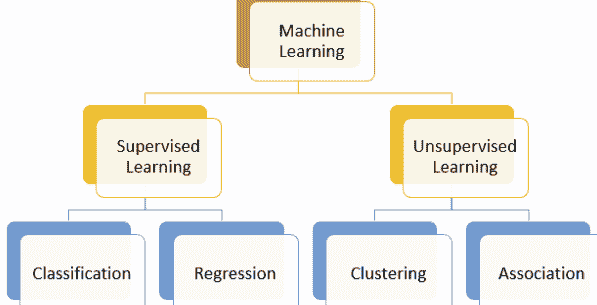 Machine
Learning
Supervised
Learning
Unsupervised
Learning
Classification
Regression
Clustering
Association